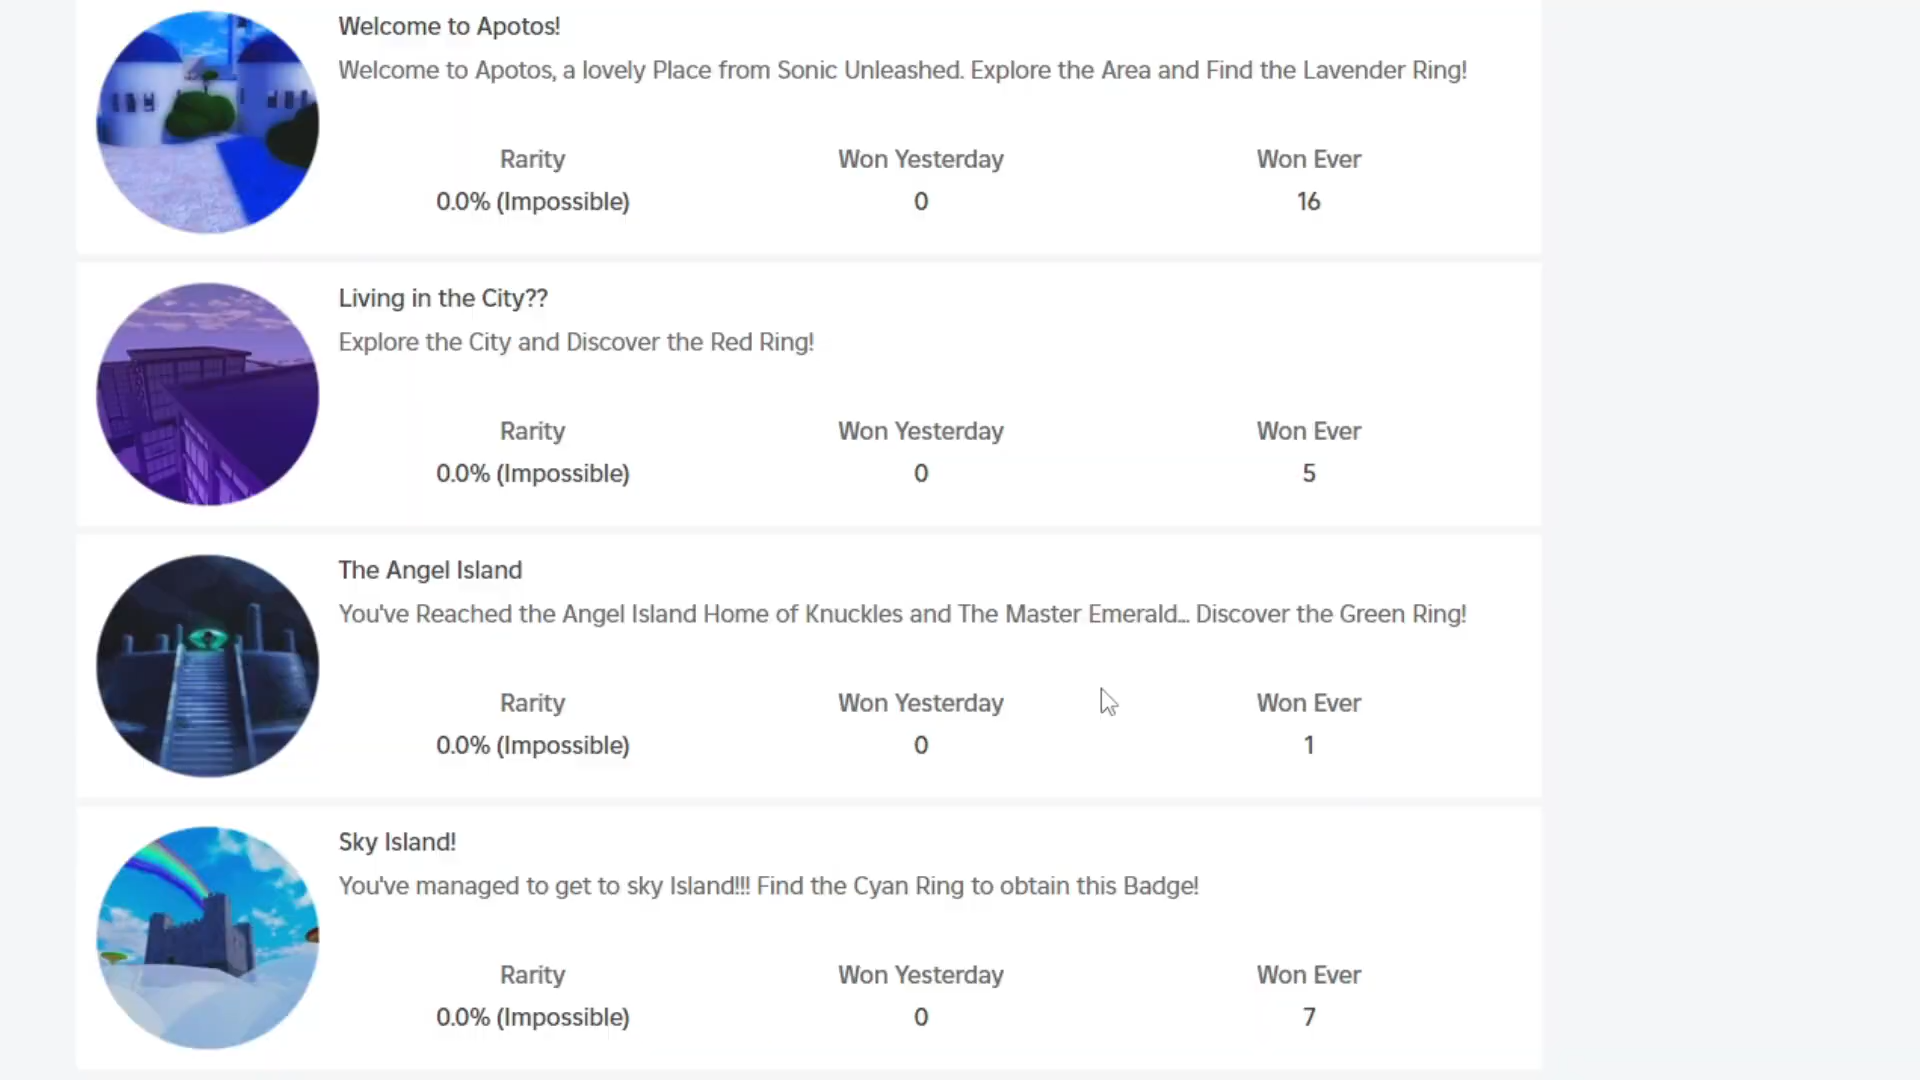 Welcome to Apotos!
Welcome to Apotos, a lovely Place from Sonic Unleashed. Explore the Area and Find the Lavender Ring!
Rarity Won Yesterday Won Ever
0.0% (Impossible) 0 16
Living in the City??
Explore the City and Discover the Red Ring!
Rarity Won Yesterday Won Ever
0.0% (Impossible) 0 5
The Angel Island
You've Reached the Angel Island Home of Knuckles and The Master Emerald... Discover the Green Ring!
Rarity Won Yesterday Won Ever
0.0% (Impossible) 0 1
Sky Island!
You've managed to get to sky Island!!! Find the Cyan Ring to obtain this Badge!
Rarity Won Yesterday Won Ever
0.0% (Impossible) 0 7